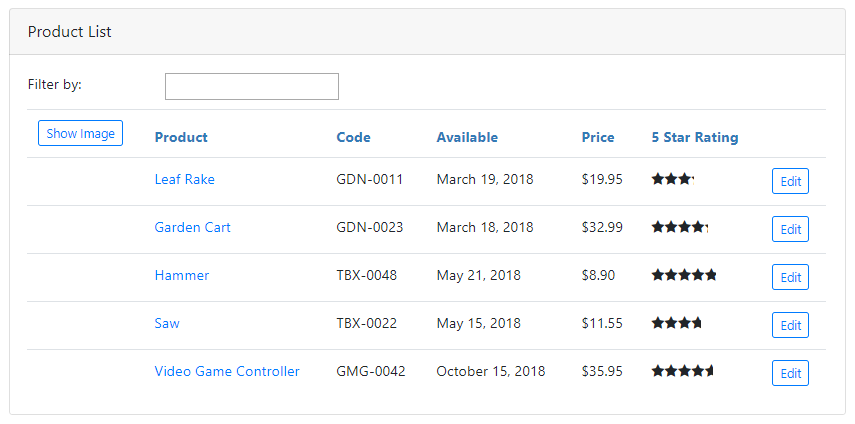 Product List
Filter by:
Show Image Product Code Available Price 5 Star Rating
Leaf Rake GDN-0011 March 19, 2018 $19.95 Edit
Garden Cart GDN-0023 March 18, 2018 $32.99 Edit
Hammer TBX-0048 May 21, 2018 $8.90 Edit
Saw TBX-0022 May 15, 2018 $11.55 Edit
Video Game Controller GMG-0042 October 15, 2018 $35.95 Edit